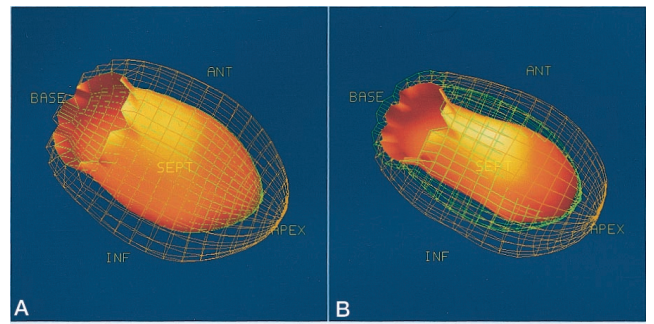 ANT
BASE
SEPT
APEX
INF
A
ANT
BASE
SEPT
APEX
INF
B